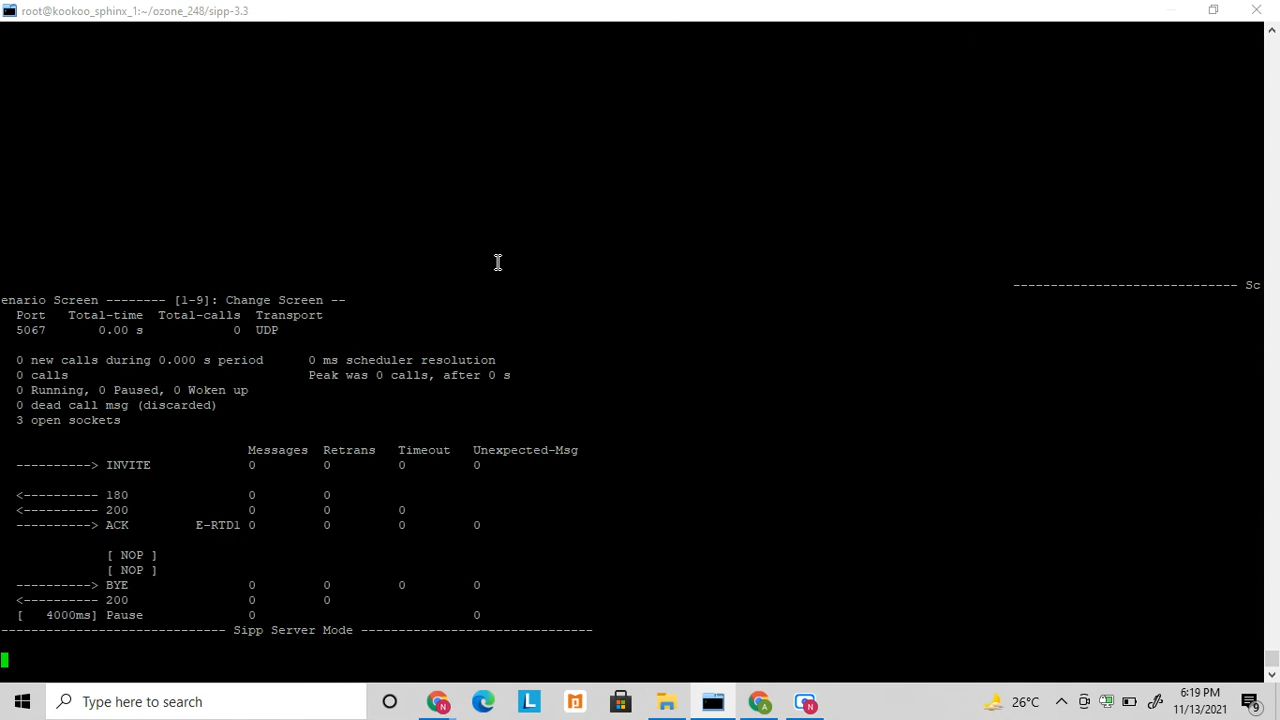 root@kookoo_sphinx_1:~/ozone_248/sipp-3.3
------------------------------ Sc
enario Screen -------- [1-9]: Change Screen --
Port Total-time Total-calls Transport
5067 0.00 s 0 UDP
0 new calls during 0.000 s period 0 ms scheduler resolution
0 calls Peak was 0 calls, after 0 s
0 Running, 0 Paused, 0 Woken up
0 dead call msg (discarded)
3 open sockets
Messages Retrans Timeout Unexpected-Msg
----------> INVITE 0 0 0 0
<---------- 180 0 0
<---------- 200 0 0 0
----------> ACK E-RTD1 0 0 0 0
[ NOP ]
[ NOP ]
----------> BYE 0 0 0 0
<---------- 200 0 0
[ 4000ms] Pause 0 0
------------------------------ Sipp Server Mode -------------------------------
Type here to search
L
N
A
N
26°C
6:19 PM
11/13/2021
9